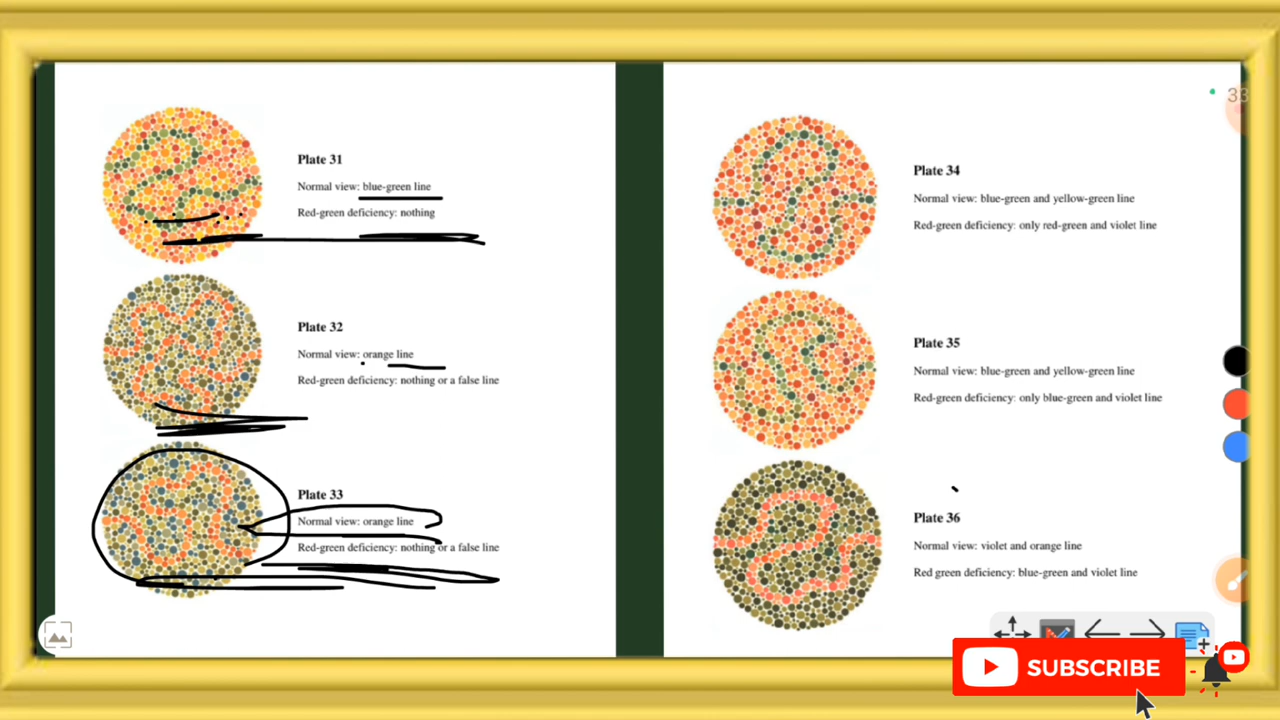 Plate 31
Normal view: blue-green line
Red-green deficiency: nothing
Plate 32
Normal view: orange line
Red-green deficiency: nothing or a false line
Plate 33
Normal view: orange line
Red-green deficiency: nothing or a false line
33
Plate 34
Normal view: blue-green and yellow-green line
Red-green deficiency: only red-green and violet line
Plate 35
Normal view: blue-green and yellow-green line
Red-green deficiency: only blue-green and violet line
Plate 36
Normal view: violet and orange line
Red green deficiency: blue-green and violet line
SUBSCRIBE